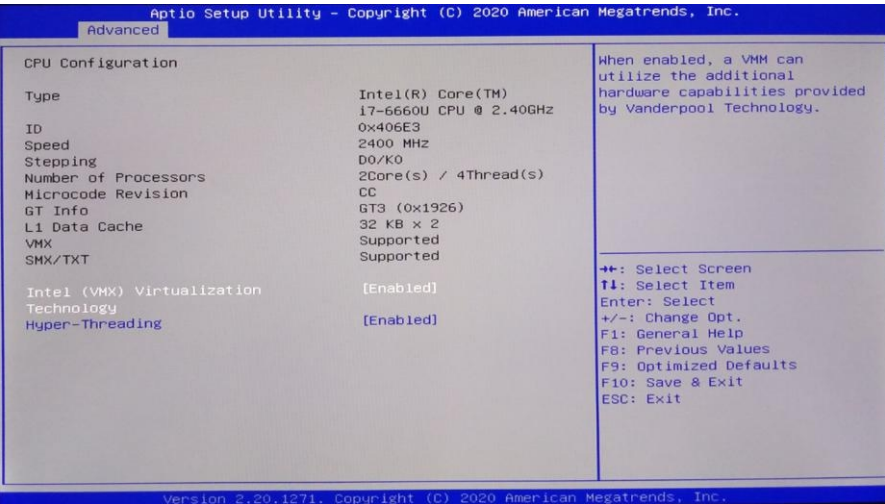 Aptio Setup Utility – Copyright (C) 2020 American Megatrends, Inc.
Advanced
CPU Configuration
Type Intel(R) Core(TM)
i7-6660U CPU @ 2.40GHz
ID 0x406E3
Speed 2400 MHz
Stepping D0/K0
Number of Processors 2Core(s) / 4Thread(s)
Microcode Revision CC
GT Info GT3 (0x1926)
L1 Data Cache 32 KB x 2
VMX Supported
SMX/TXT Supported
Intel (VMX) Virtualization [Enabled]
Technology
Hyper-Threading [Enabled]
When enabled, a VMM can
utilize the additional
hardware capabilities provided
by Vanderpool Technology.
→←: Select Screen
↑↓: Select Item
Enter: Select
+/-: Change Opt.
F1: General Help
F8: Previous Values
F9: Optimized Defaults
F10: Save & Exit
ESC: Exit
Version 2.20.1271. Copyright (C) 2020 American Megatrends, Inc.